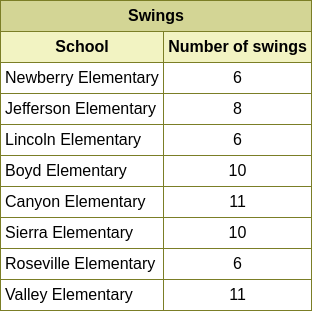 Swings
School Number of swings
Newberry Elementary 6
Jefferson Elementary 8
Lincoln Elementary 6
Boyd Elementary 10
Canyon Elementary 11
Sierra Elementary 10
Roseville Elementary 6
Valley Elementary 11